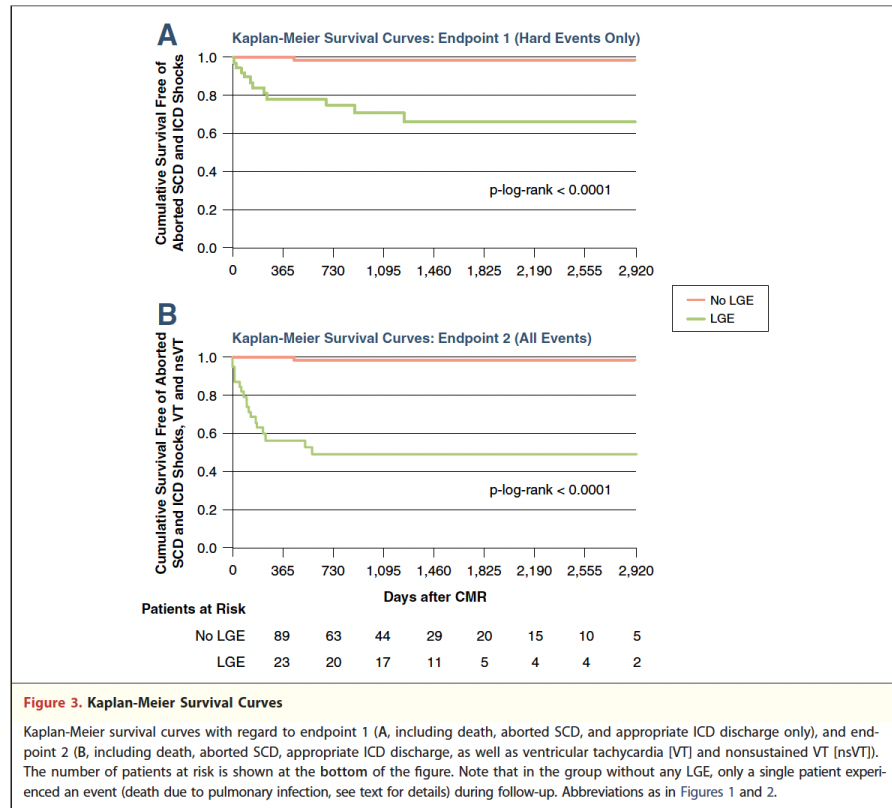 A
Kaplan-Meier Survival Curves: Endpoint 1 (Hard Events Only)
Cumulative Survival Free of
Aborted SCD and ICD Shocks
1.0
0.8
0.6
0.4
0.2
0.0
p-log-rank < 0.0001
0 365 730 1,095 1,460 1,825 2,190 2,555 2,920
No LGE
LGE
B
Kaplan-Meier Survival Curves: Endpoint 2 (All Events)
Cumulative Survival Free of Aborted
SCD and ICD Shocks, VT and nsVT
1.0
0.8
0.6
0.4
0.2
0.0
p-log-rank < 0.0001
0 365 730 1,095 1,460 1,825 2,190 2,555 2,920
Days after CMR
Patients at Risk
No LGE 89 63 44 29 20 15 10 5
LGE 23 20 17 11 5 4 4 2
Figure 3. Kaplan-Meier Survival Curves
Kaplan-Meier survival curves with regard to endpoint 1 (A, including death, aborted SCD, and appropriate ICD discharge only), and end-
point 2 (B, including death, aborted SCD, appropriate ICD discharge, as well as ventricular tachycardia [VT] and nonsustained VT [nsVT]).
The number of patients at risk is shown at the bottom of the figure. Note that in the group without any LGE, only a single patient experi-
enced an event (death due to pulmonary infection, see text for details) during follow-up. Abbreviations as in Figures 1 and 2.